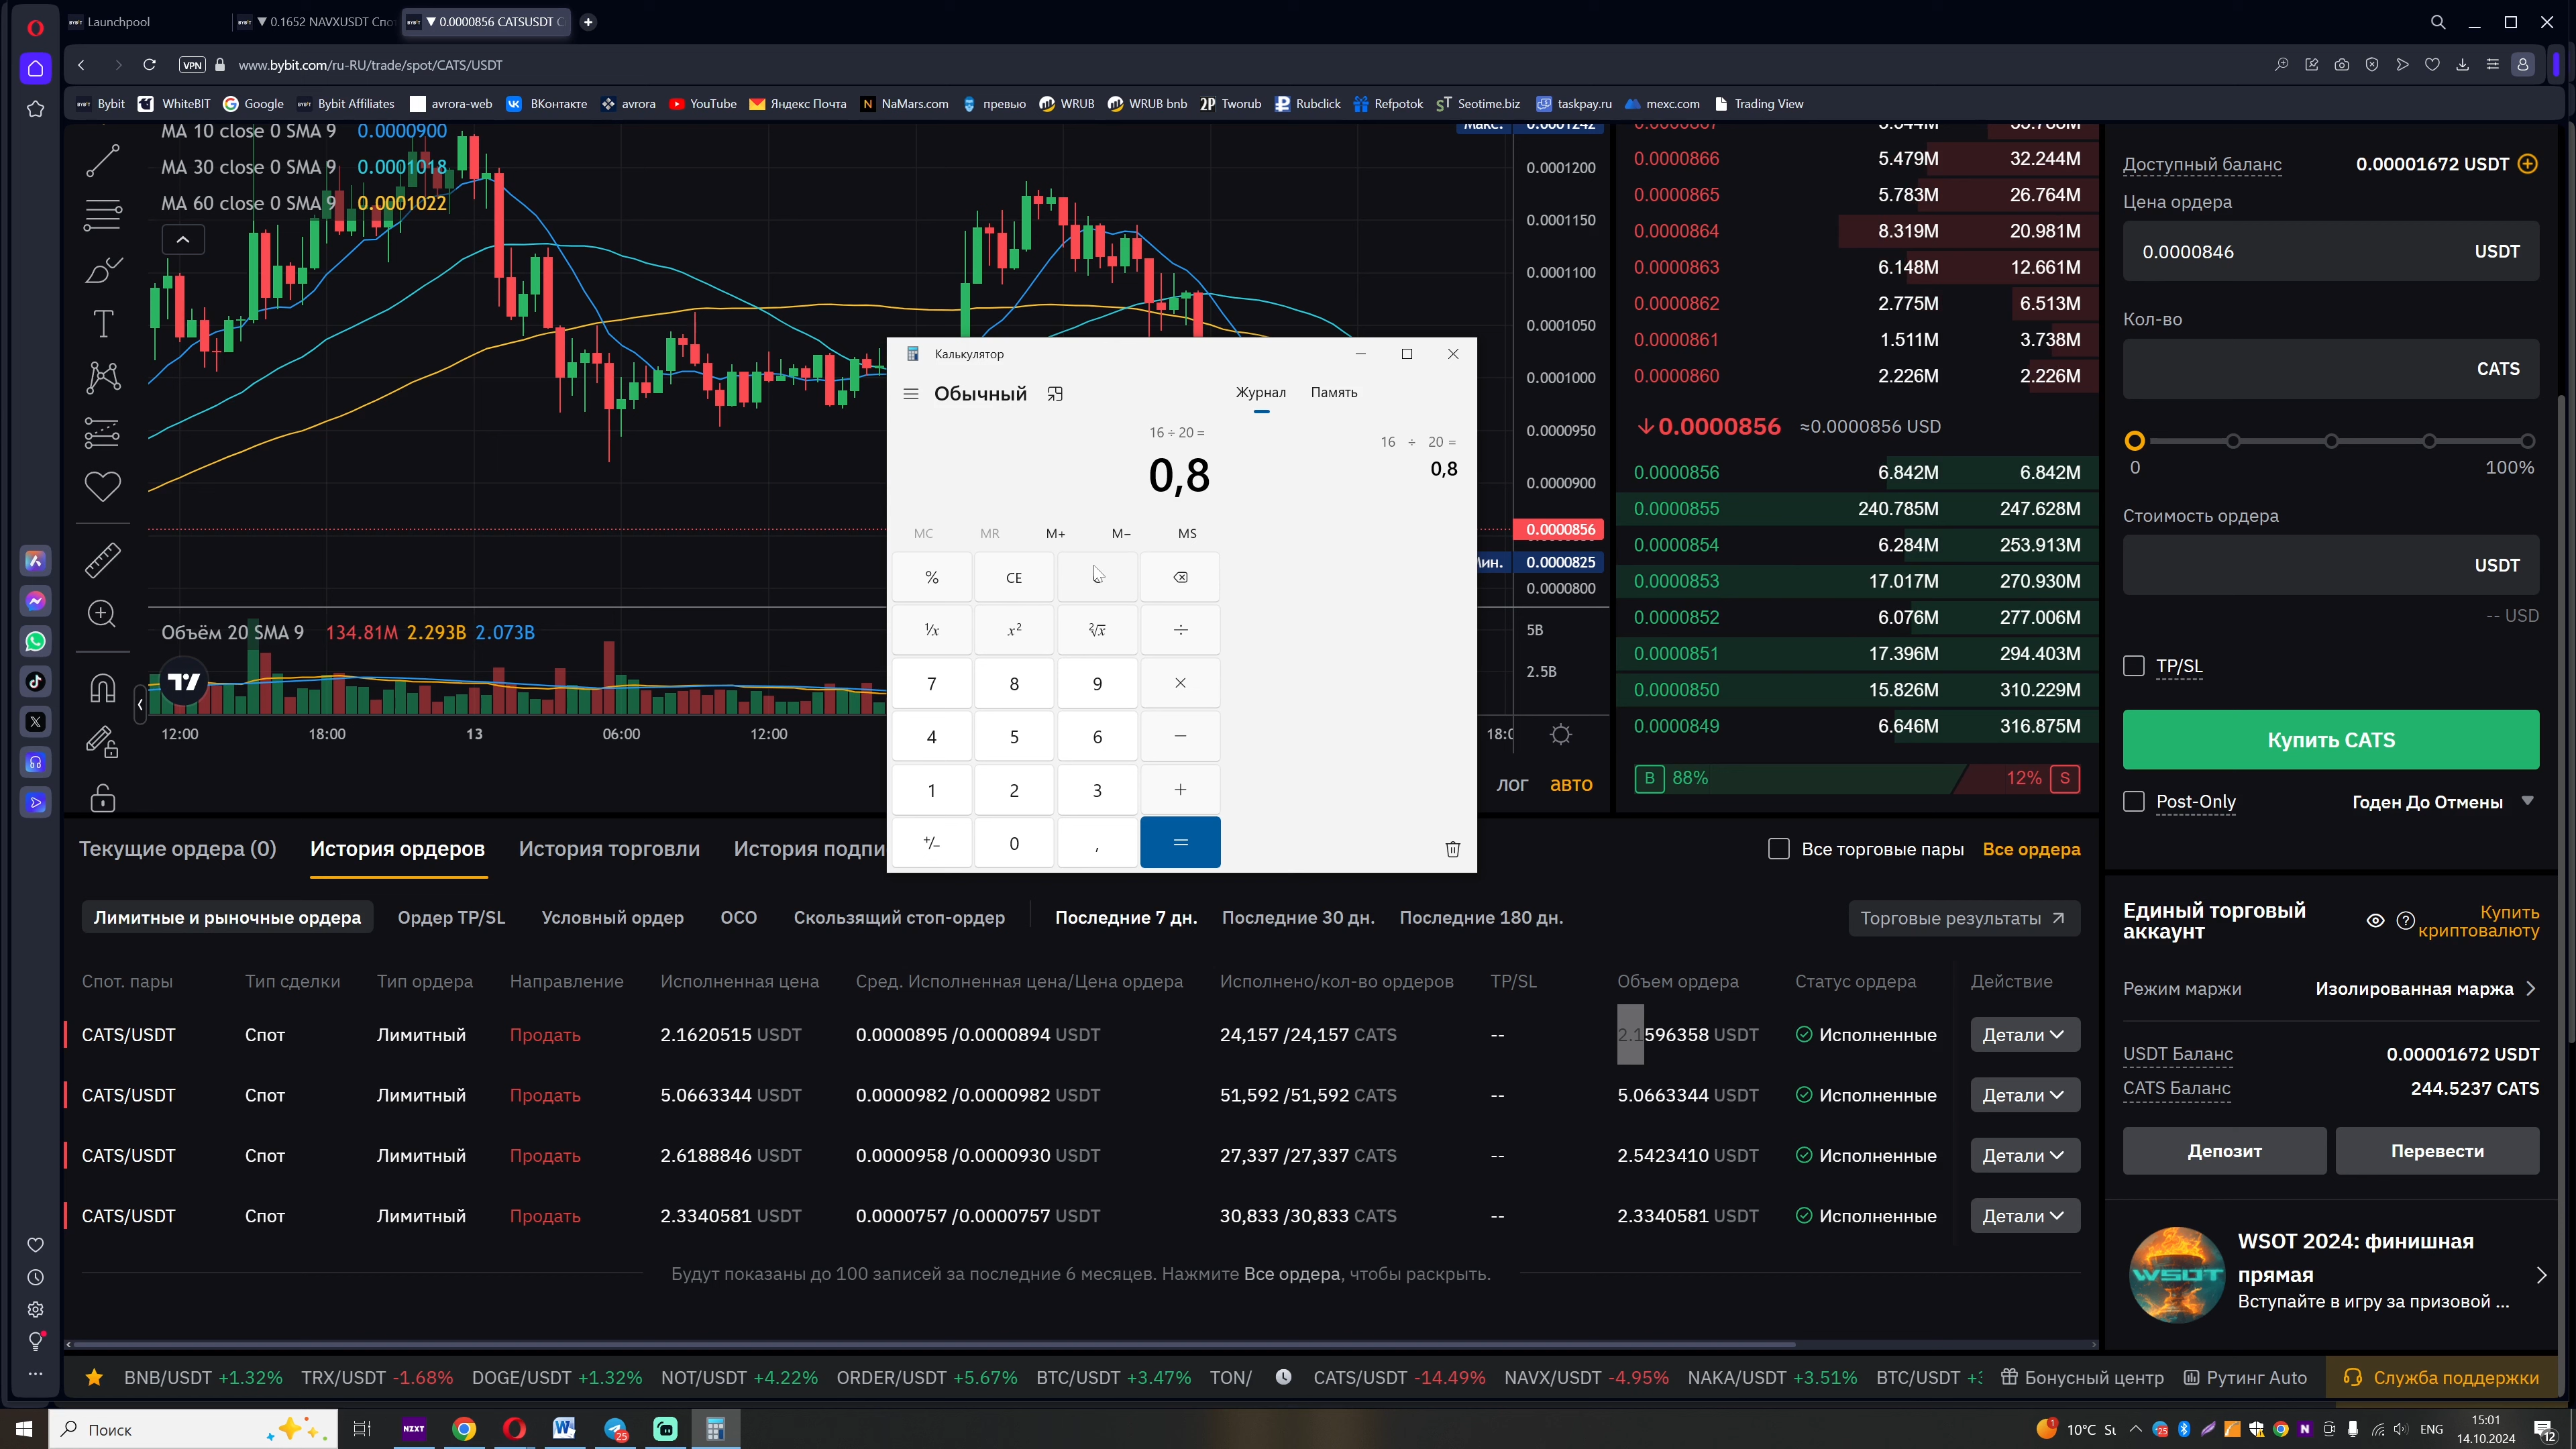 Launchpool
▼ 0.1652 NAVXUSDT Спо
▼ 0.0000856 CATSUSDT С
VPN
www.bybit.com/ru-RU/trade/spot/CATS/USDT
Bybit WhiteBIT Google Bybit Affiliates avrora-web ВКонтакте avrora YouTube Яндекс Почта NaMars.com превью WRUB WRUB bnb Tworub Rubclick Refpotok Seotime.biz taskpay.ru mexc.com Trading View
MA 10 close 0 SMA 9 0.0000900
MA 30 close 0 SMA 9 0.0001018
MA 60 close 0 SMA 9 0.0001022
Макс. 0.0001242
0.0001200
0.0001150
0.0001100
0.0001050
0.0001000
0.0000950
0.0000900
0.0000856
Мин. 0.0000825
0.0000800
Объём 20 SMA 9 134.81M 2.293B 2.073B
5B
2.5B
12:00 18:00 13 06:00 12:00 18:0
лог авто
Калькулятор
Обычный
Журнал Память
16 ÷ 20 =
0,8
16 ÷ 20 =
0,8
MC MR M+ M− MS
% CE
¹/x x² ²√x ÷
7 8 9 ×
4 5 6 −
1 2 3 +
+/− 0 , =
0.0000866 5.479M 32.244M
0.0000865 5.783M 26.764M
0.0000864 8.319M 20.981M
0.0000863 6.148M 12.661M
0.0000862 2.775M 6.513M
0.0000861 1.511M 3.738M
0.0000860 2.226M 2.226M
↓0.0000856 ≈0.0000856 USD
0.0000856 6.842M 6.842M
0.0000855 240.785M 247.628M
0.0000854 6.284M 253.913M
0.0000853 17.017M 270.930M
0.0000852 6.076M 277.006M
0.0000851 17.396M 294.403M
0.0000850 15.826M 310.229M
0.0000849 6.646M 316.875M
B 88% 12% S
Доступный баланс 0.00001672 USDT
Цена ордера
0.0000846 USDT
Кол-во
CATS
0 100%
Стоимость ордера
USDT
-- USD
TP/SL
Купить CATS
Post-Only Годен До Отмены
Текущие ордера (0) История ордеров История торговли История подпи
Все торговые пары Все ордера
Лимитные и рыночные ордера Ордер TP/SL Условный ордер OCO Скользящий стоп-ордер Последние 7 дн. Последние 30 дн. Последние 180 дн. Торговые результаты
Спот. пары Тип сделки Тип ордера Направление Исполненная цена Сред. Исполненная цена/Цена ордера Исполнено/кол-во ордеров TP/SL Объем ордера Статус ордера Действие
CATS/USDT Спот Лимитный Продать 2.1620515 USDT 0.0000895 /0.0000894 USDT 24,157 /24,157 CATS -- 2.1596358 USDT Исполненные Детали
CATS/USDT Спот Лимитный Продать 5.0663344 USDT 0.0000982 /0.0000982 USDT 51,592 /51,592 CATS -- 5.0663344 USDT Исполненные Детали
CATS/USDT Спот Лимитный Продать 2.6188846 USDT 0.0000958 /0.0000930 USDT 27,337 /27,337 CATS -- 2.5423410 USDT Исполненные Детали
CATS/USDT Спот Лимитный Продать 2.3340581 USDT 0.0000757 /0.0000757 USDT 30,833 /30,833 CATS -- 2.3340581 USDT Исполненные Детали
Будут показаны до 100 записей за последние 6 месяцев. Нажмите Все ордера, чтобы раскрыть.
Единый торговый
аккаунт
Купить
криптовалюту
Режим маржи Изолированная маржа
USDT Баланс 0.00001672 USDT
CATS Баланс 244.5237 CATS
Депозит Перевести
WSOT
WSOT 2024: финишная
прямая
Вступайте в игру за призовой ...
BNB/USDT +1.32% TRX/USDT -1.68% DOGE/USDT +1.32% NOT/USDT +4.22% ORDER/USDT +5.67% BTC/USDT +3.47% TON/ CATS/USDT -14.49% NAVX/USDT -4.95% NAKA/USDT +3.51% BTC/USDT +3 Бонусный центр Рутинг Auto Служба поддержки
Поиск
NZXT
25
1 10°C Su
ENG
15:01
14.10.2024
12